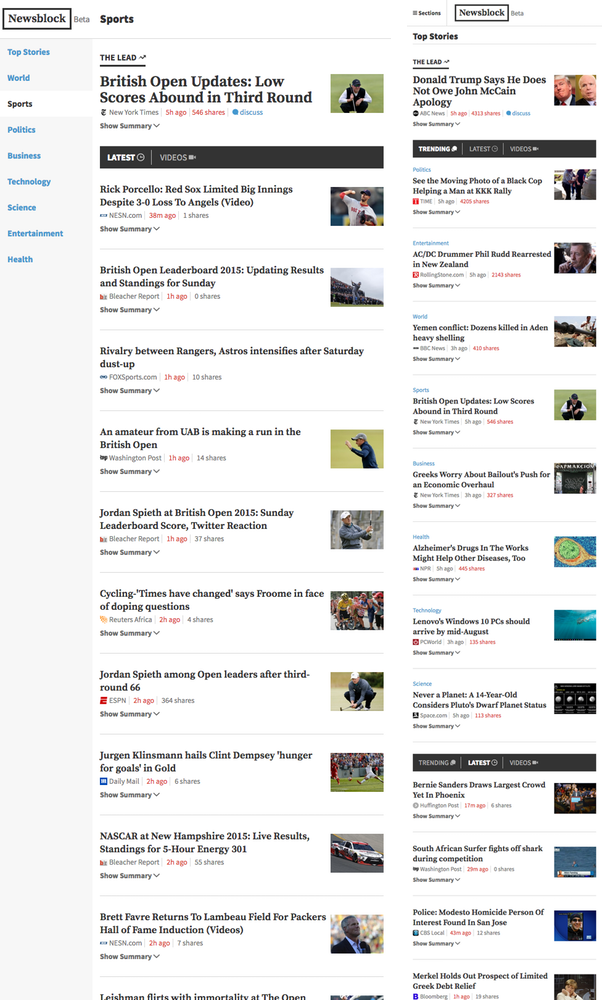 Newsblock Beta
Sports
Top Stories
World
Sports
Politics
Business
Technology
Science
Entertainment
Health
THE LEAD
British Open Updates: Low
Scores Abound in Third Round
New York Times 5h ago 546 shares discuss
Show Summary
LATEST VIDEOS
Rick Porcello: Red Sox Limited Big Innings
Despite 3-0 Loss To Angels (Video)
NESN.com 38m ago 1 shares
Show Summary
British Open Leaderboard 2015: Updating Results
and Standings for Sunday
Bleacher Report 1h ago 0 shares
Show Summary
Rivalry between Rangers, Astros intensifies after Saturday
dust-up
FOXSports.com 1h ago 10 shares
Show Summary
An amateur from UAB is making a run in the
British Open
Washington Post 1h ago 14 shares
Show Summary
Jordan Spieth at British Open 2015: Sunday
Leaderboard Score, Twitter Reaction
Bleacher Report 1h ago 37 shares
Show Summary
Cycling-'Times have changed' says Froome in face
of doping questions
Reuters Africa 2h ago 4 shares
Show Summary
Jordan Spieth among Open leaders after third-
round 66
ESPN 2h ago 364 shares
Show Summary
Jurgen Klinsmann hails Clint Dempsey 'hunger
for goals' in Gold
Daily Mail 2h ago 6 shares
Show Summary
NASCAR at New Hampshire 2015: Live Results,
Standings for 5-Hour Energy 301
Bleacher Report 2h ago 55 shares
Show Summary
Brett Favre Returns To Lambeau Field For Packers
Hall of Fame Induction (Videos)
NESN.com 2h ago 7 shares
Show Summary
Leishman flirts with immortality at The Open
Sections
Newsblock Beta
Top Stories
THE LEAD
Donald Trump Says He Does
Not Owe John McCain
Apology
ABC News 5h ago 4313 shares discuss
Show Summary
TRENDING LATEST VIDEOS
Politics
See the Moving Photo of a Black Cop
Helping a Man at KKK Rally
TIME 5h ago 4205 shares
Show Summary
Entertainment
AC/DC Drummer Phil Rudd Rearrested
in New Zealand
RollingStone.com 5h ago 2143 shares
Show Summary
World
Yemen conflict: Dozens killed in Aden
heavy shelling
BBC News 3h ago 410 shares
Show Summary
Sports
British Open Updates: Low Scores
Abound in Third Round
New York Times 5h ago 546 shares
Show Summary
Business
Greeks Worry About Bailout's Push for
an Economic Overhaul
New York Times 3h ago 327 shares
Show Summary
Health
Alzheimer's Drugs In The Works
Might Help Other Diseases, Too
NPR 5h ago 445 shares
Show Summary
Technology
Lenovo's Windows 10 PCs should
arrive by mid-August
PCWorld 3h ago 135 shares
Show Summary
Science
Never a Planet: A 14-Year-Old
Considers Pluto's Dwarf Planet Status
Space.com 5h ago 113 shares
Show Summary
TRENDING LATEST VIDEOS
Bernie Sanders Draws Largest Crowd
Yet In Phoenix
Huffington Post 17m ago 6 shares
Show Summary
South African Surfer fights off shark
during competition
Washington Post 29m ago 0 shares
Show Summary
Police: Modesto Homicide Person Of
Interest Found In San Jose
CBS Local 43m ago 12 shares
Show Summary
Merkel Holds Out Prospect of Limited
Greek Debt Relief
Bloomberg 1h ago 19 shares